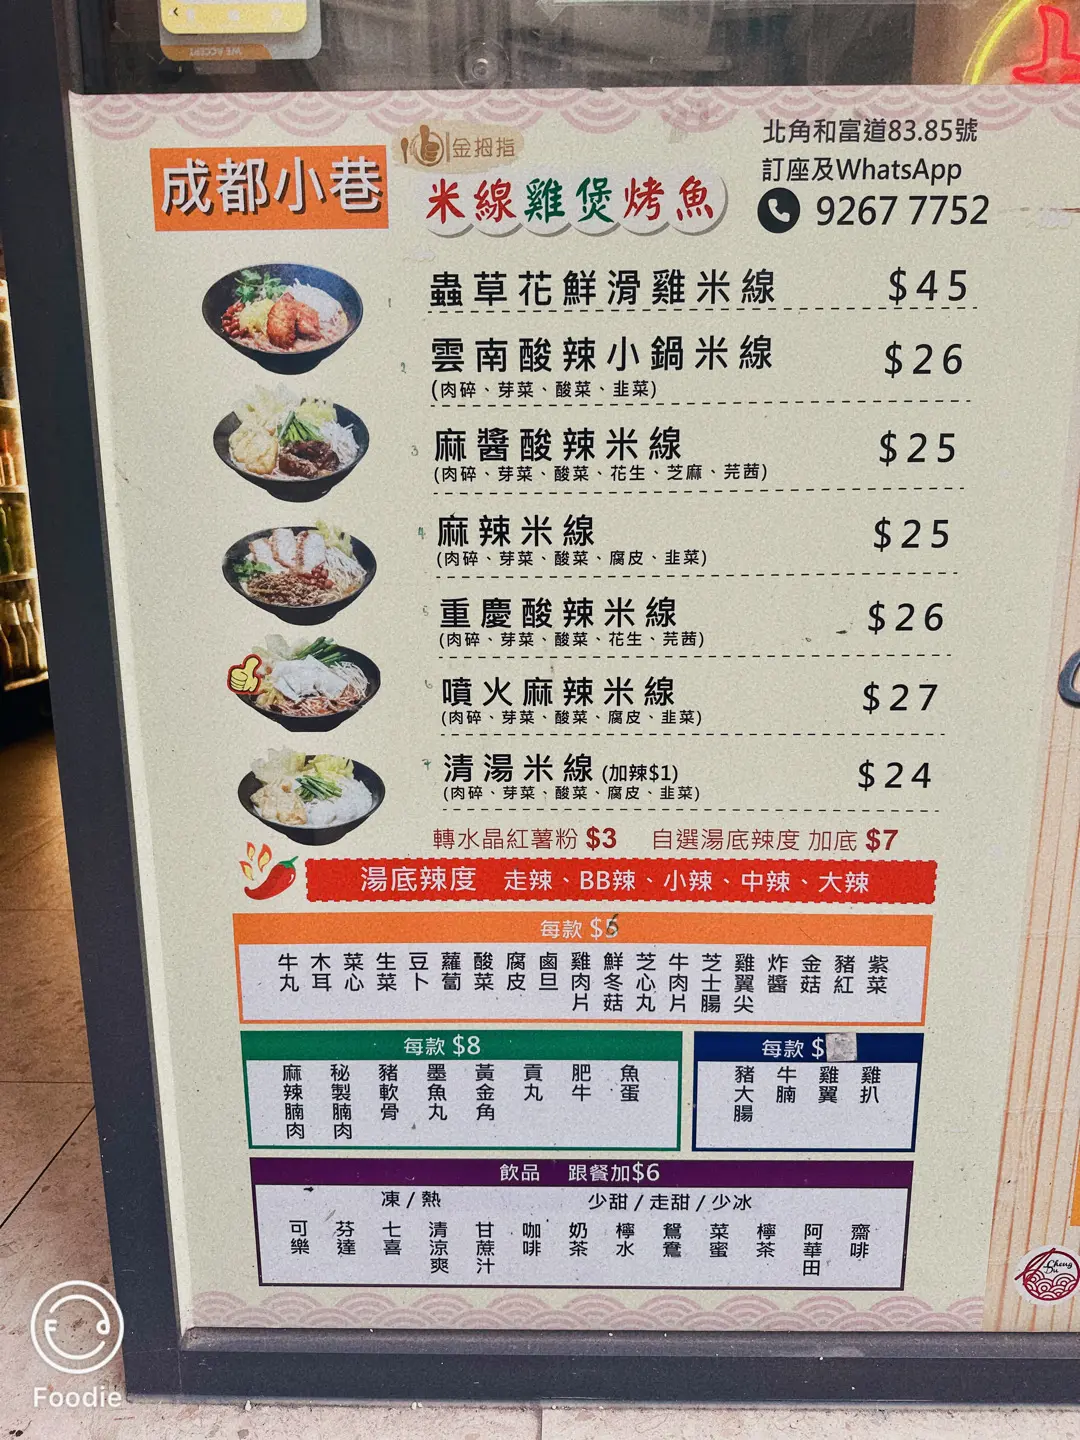 WE ACCEPT
成都小巷
金拇指
米線雞煲烤魚
北角和富道83.85號
訂座及WhatsApp
9267 7752
1 蟲草花鮮滑雞米線 $45
2 雲南酸辣小鍋米線 $26
(肉碎、芽菜、酸菜、韭菜)
3 麻醬酸辣米線 $25
(肉碎、芽菜、酸菜、花生、芝麻、芫茜)
4 麻辣米線 $25
(肉碎、芽菜、酸菜、腐皮、韭菜)
5 重慶酸辣米線 $26
(肉碎、芽菜、酸菜、花生、芫茜)
6 噴火麻辣米線 $27
(肉碎、芽菜、酸菜、腐皮、韭菜)
7 清湯米線 (加辣$1) $24
(肉碎、芽菜、酸菜、腐皮、韭菜)
轉水晶紅薯粉 $3 自選湯底辣度 加底 $7
湯底辣度 走辣、BB辣、小辣、中辣、大辣
每款 $6
牛丸 木耳 菜心 生菜 豆卜 蘿蔔 酸菜 腐皮 鹵旦 雞肉片 鮮冬菇 芝心丸 牛肉片 芝士腸 雞翼尖 炸醬 金菇 豬紅 紫菜
每款 $8
麻辣腩肉 秘製腩肉 豬軟骨 墨魚丸 黃金角 貢丸 肥牛 魚蛋
每款 $
豬大腸 牛腩 雞翼 雞扒
飲品 跟餐加$6
凍 / 熱 少甜 / 走甜 / 少冰
可樂 芬達 七喜 清涼爽 甘蔗汁 咖啡 奶茶 檸水 鴛鴦 菜蜜 檸茶 阿華田 齋啡
Cheng Du
Foodie